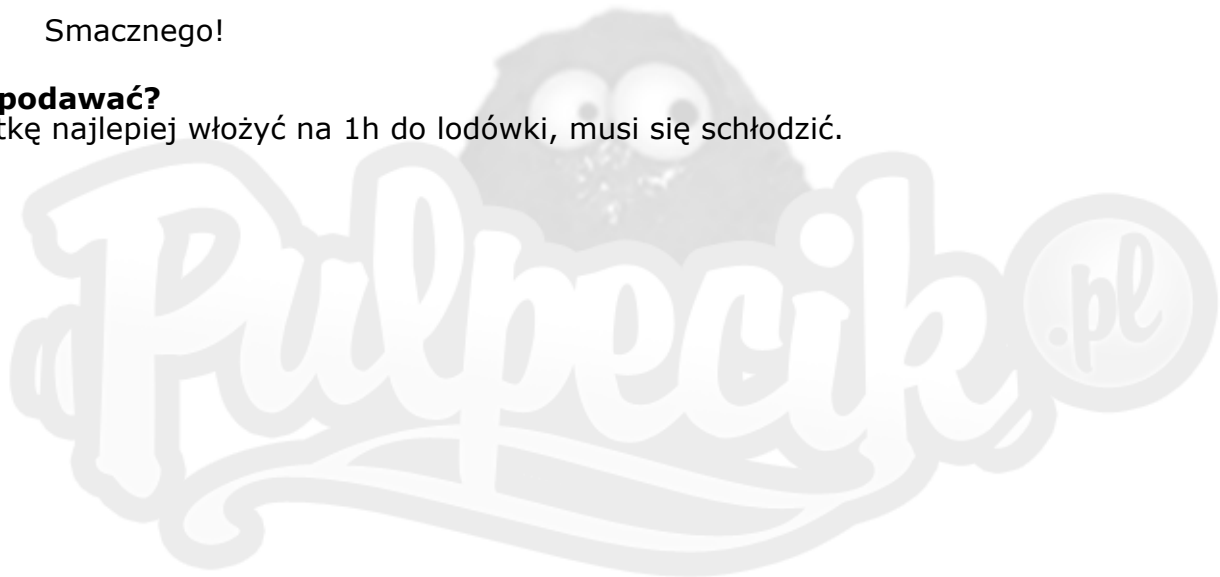 Smacznego!
podawać?
tkę najlepiej włożyć na 1h do lodówki, musi się schłodzić.
Pulpecik.pl